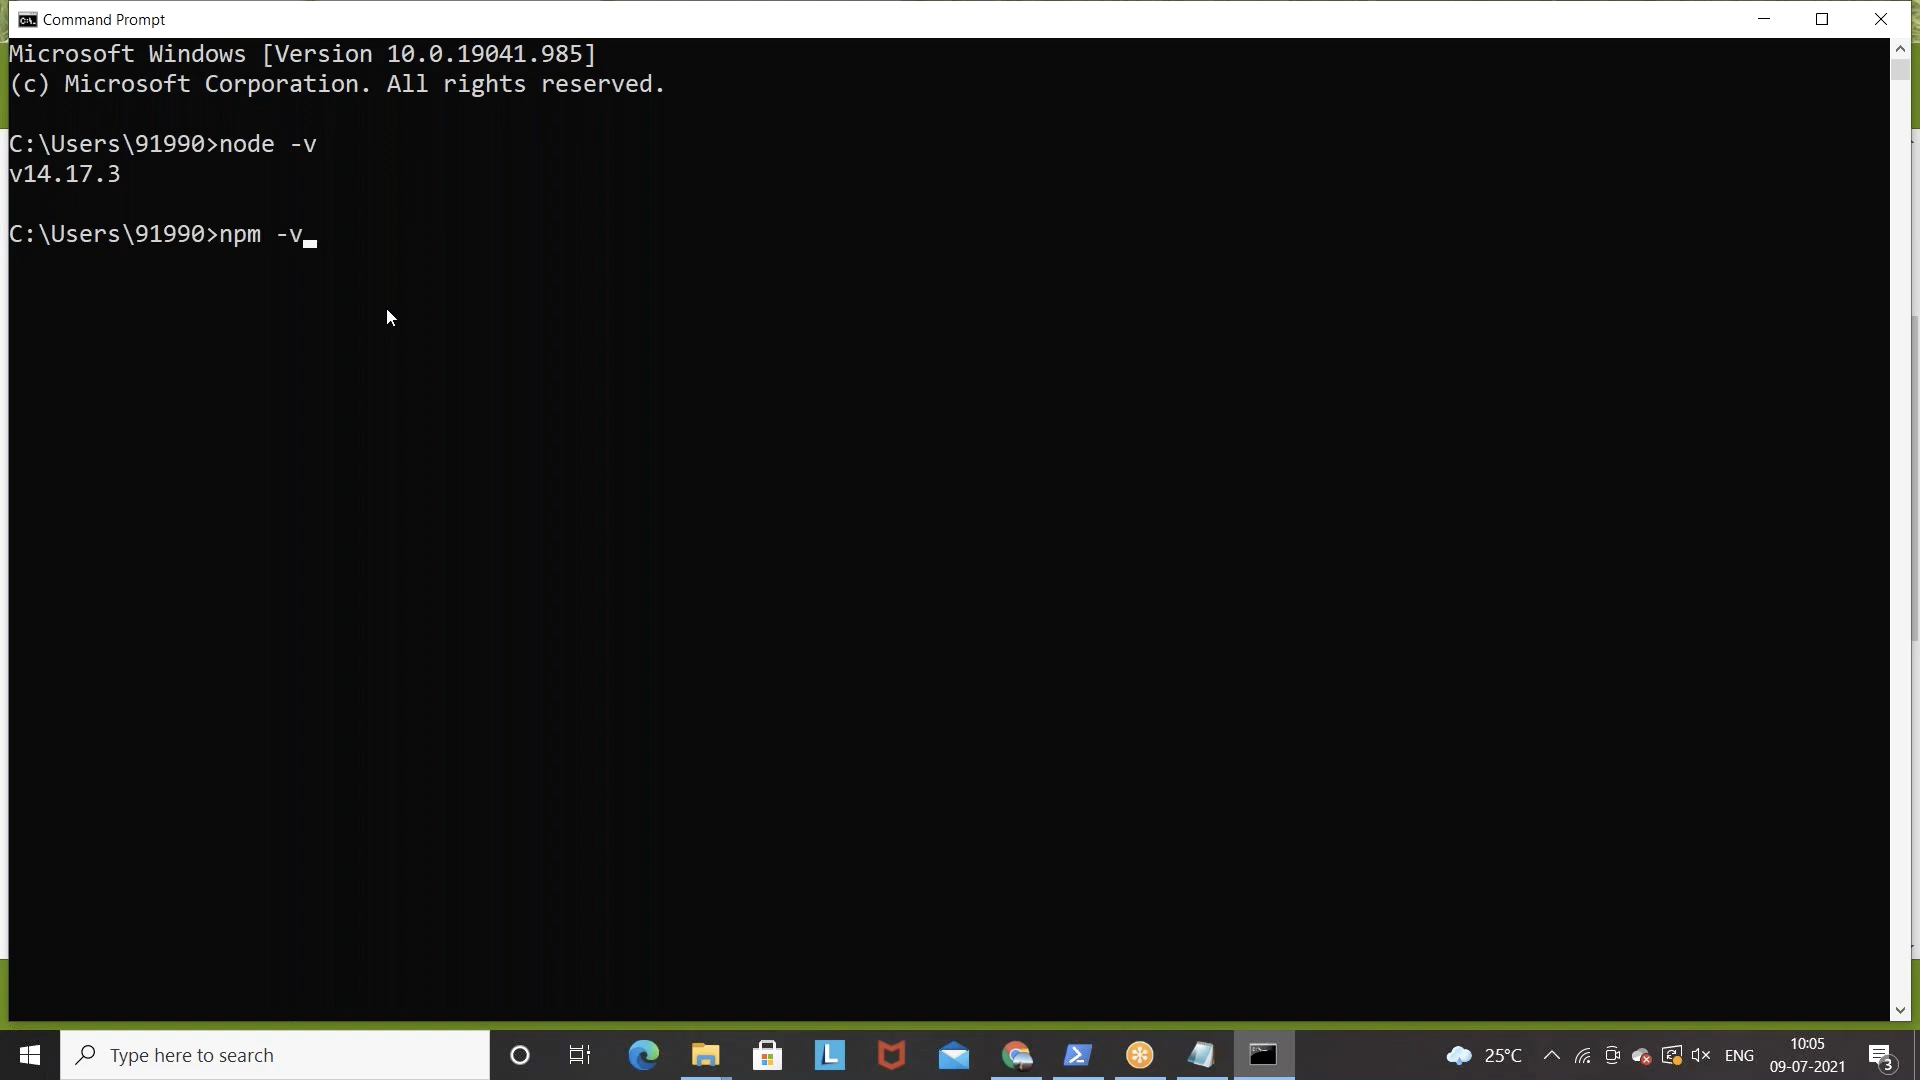 Command Prompt
Microsoft Windows [Version 10.0.19041.985]
(c) Microsoft Corporation. All rights reserved.
C:\Users\91990>node -v
v14.17.3
C:\Users\91990>npm -v
Type here to search
L
25°C
ENG
10:05
09-07-2021
3